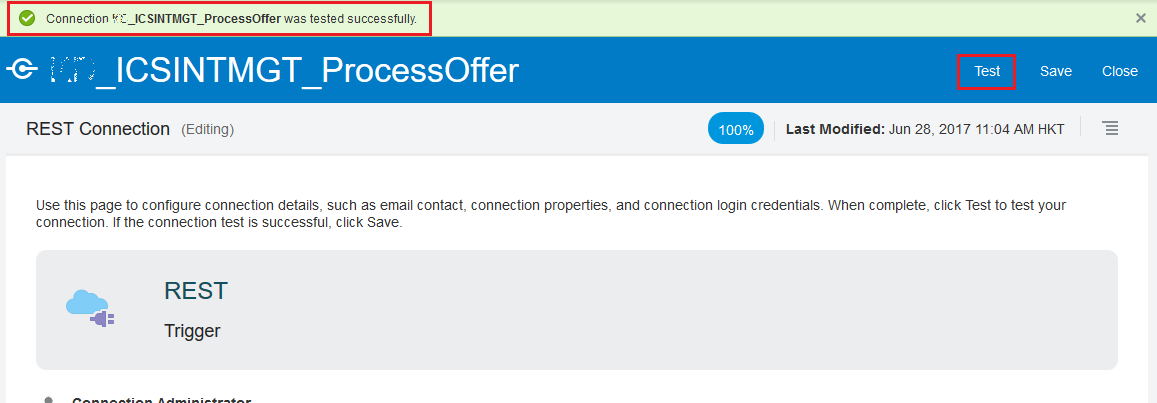 Connection _ICSINTMGT_ProcessOffer was tested successfully.
_ICSINTMGT_ProcessOffer
Test Save Close
REST Connection (Editing)
100% Last Modified: Jun 28, 2017 11:04 AM HKT
Use this page to configure connection details, such as email contact, connection properties, and connection login credentials. When complete, click Test to test your
connection. If the connection test is successful, click Save.
REST
Trigger
Connection Administrator